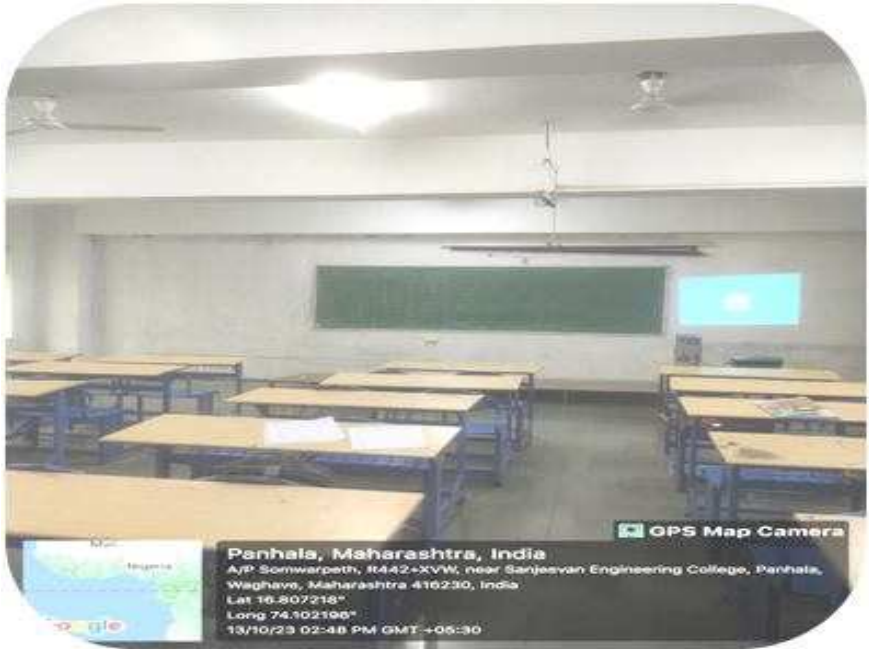 GPS Map Camera
Panhala, Maharashtra, India
A/P Somwarpeth, R442+XVW, near Sanjeevan Engineering College, Panhala,
Waghave, Maharashtra 416230, India
Lat 16.807218°
Long 74.102196°
13/10/23 02:48 PM GMT +05:30
Nigeria
Google